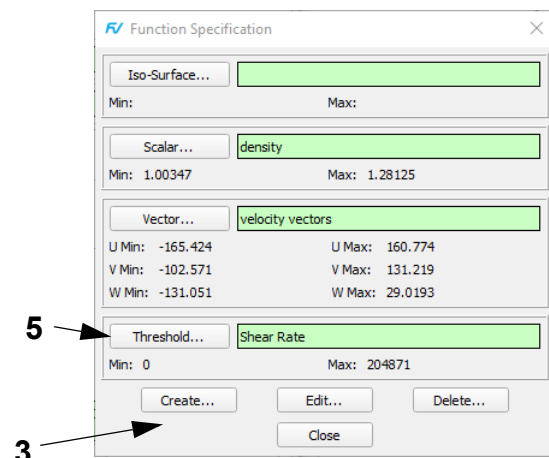 FV Function Specification
Iso-Surface...
Min: Max:
Scalar... density
Min: 1.00347 Max: 1.28125
Vector... velocity vectors
U Min: -165.424 U Max: 160.774
V Min: -102.571 V Max: 131.219
W Min: -131.051 W Max: 29.0193
5 Threshold... Shear Rate
Min: 0 Max: 204871
Create... Edit... Delete...
3 Close